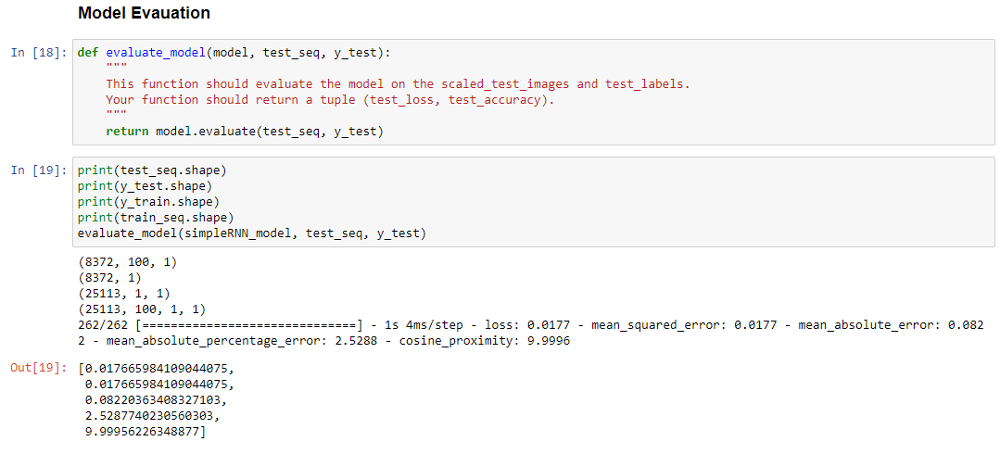 Model Evauation
In [18]: def evaluate_model(model, test_seq, y_test):
"""
This function should evaluate the model on the scaled_test_images and test_labels.
Your function should return a tuple (test_loss, test_accuracy).
"""
return model.evaluate(test_seq, y_test)
In [19]: print(test_seq.shape)
print(y_test.shape)
print(y_train.shape)
print(train_seq.shape)
evaluate_model(simpleRNN_model, test_seq, y_test)
(8372, 100, 1)
(8372, 1)
(25113, 1, 1)
(25113, 100, 1, 1)
262/262 [==============================] - 1s 4ms/step - loss: 0.0177 - mean_squared_error: 0.0177 - mean_absolute_error: 0.082
2 - mean_absolute_percentage_error: 2.5288 - cosine_proximity: 9.9996
Out[19]: [0.017665984109044075,
0.017665984109044075,
0.08220363408327103,
2.5287740230560303,
9.99956226348877]